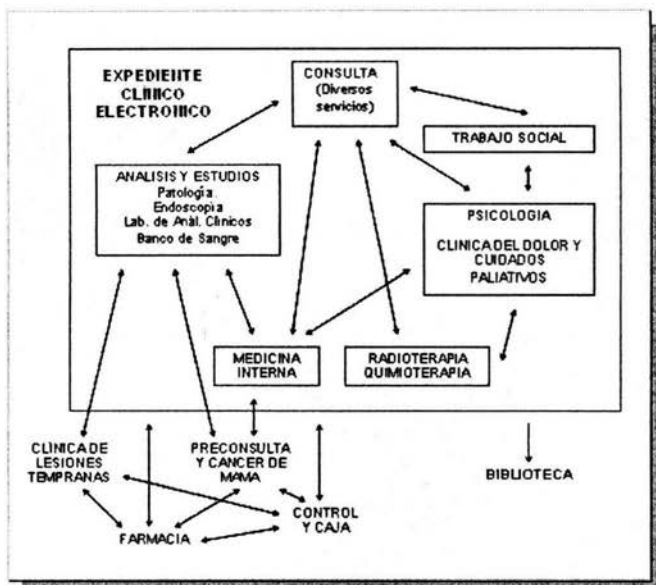 EXPEDIENTE
CLINICO
ELECTRONICO
CONSULTA
(Diversos
servicios)
TRABAJO SOCIAL
ANALISIS Y ESTUDIOS
Patología
Endoscopía
Lab. de Anál. Clínicos
Banco de Sangre
PSICOLOGIA
CLINICA DEL DOLOR Y
CUIDADOS
PALIATIVOS
MEDICINA
INTERNA
RADIOTERAPIA
QUIMIOTERAPIA
CLINICA DE
LESIONES
TEMPRANAS
PRECONSULTA
Y CANCER DE
MAMA
BIBLIOTECA
CONTROL
Y CAJA
FARMACIA